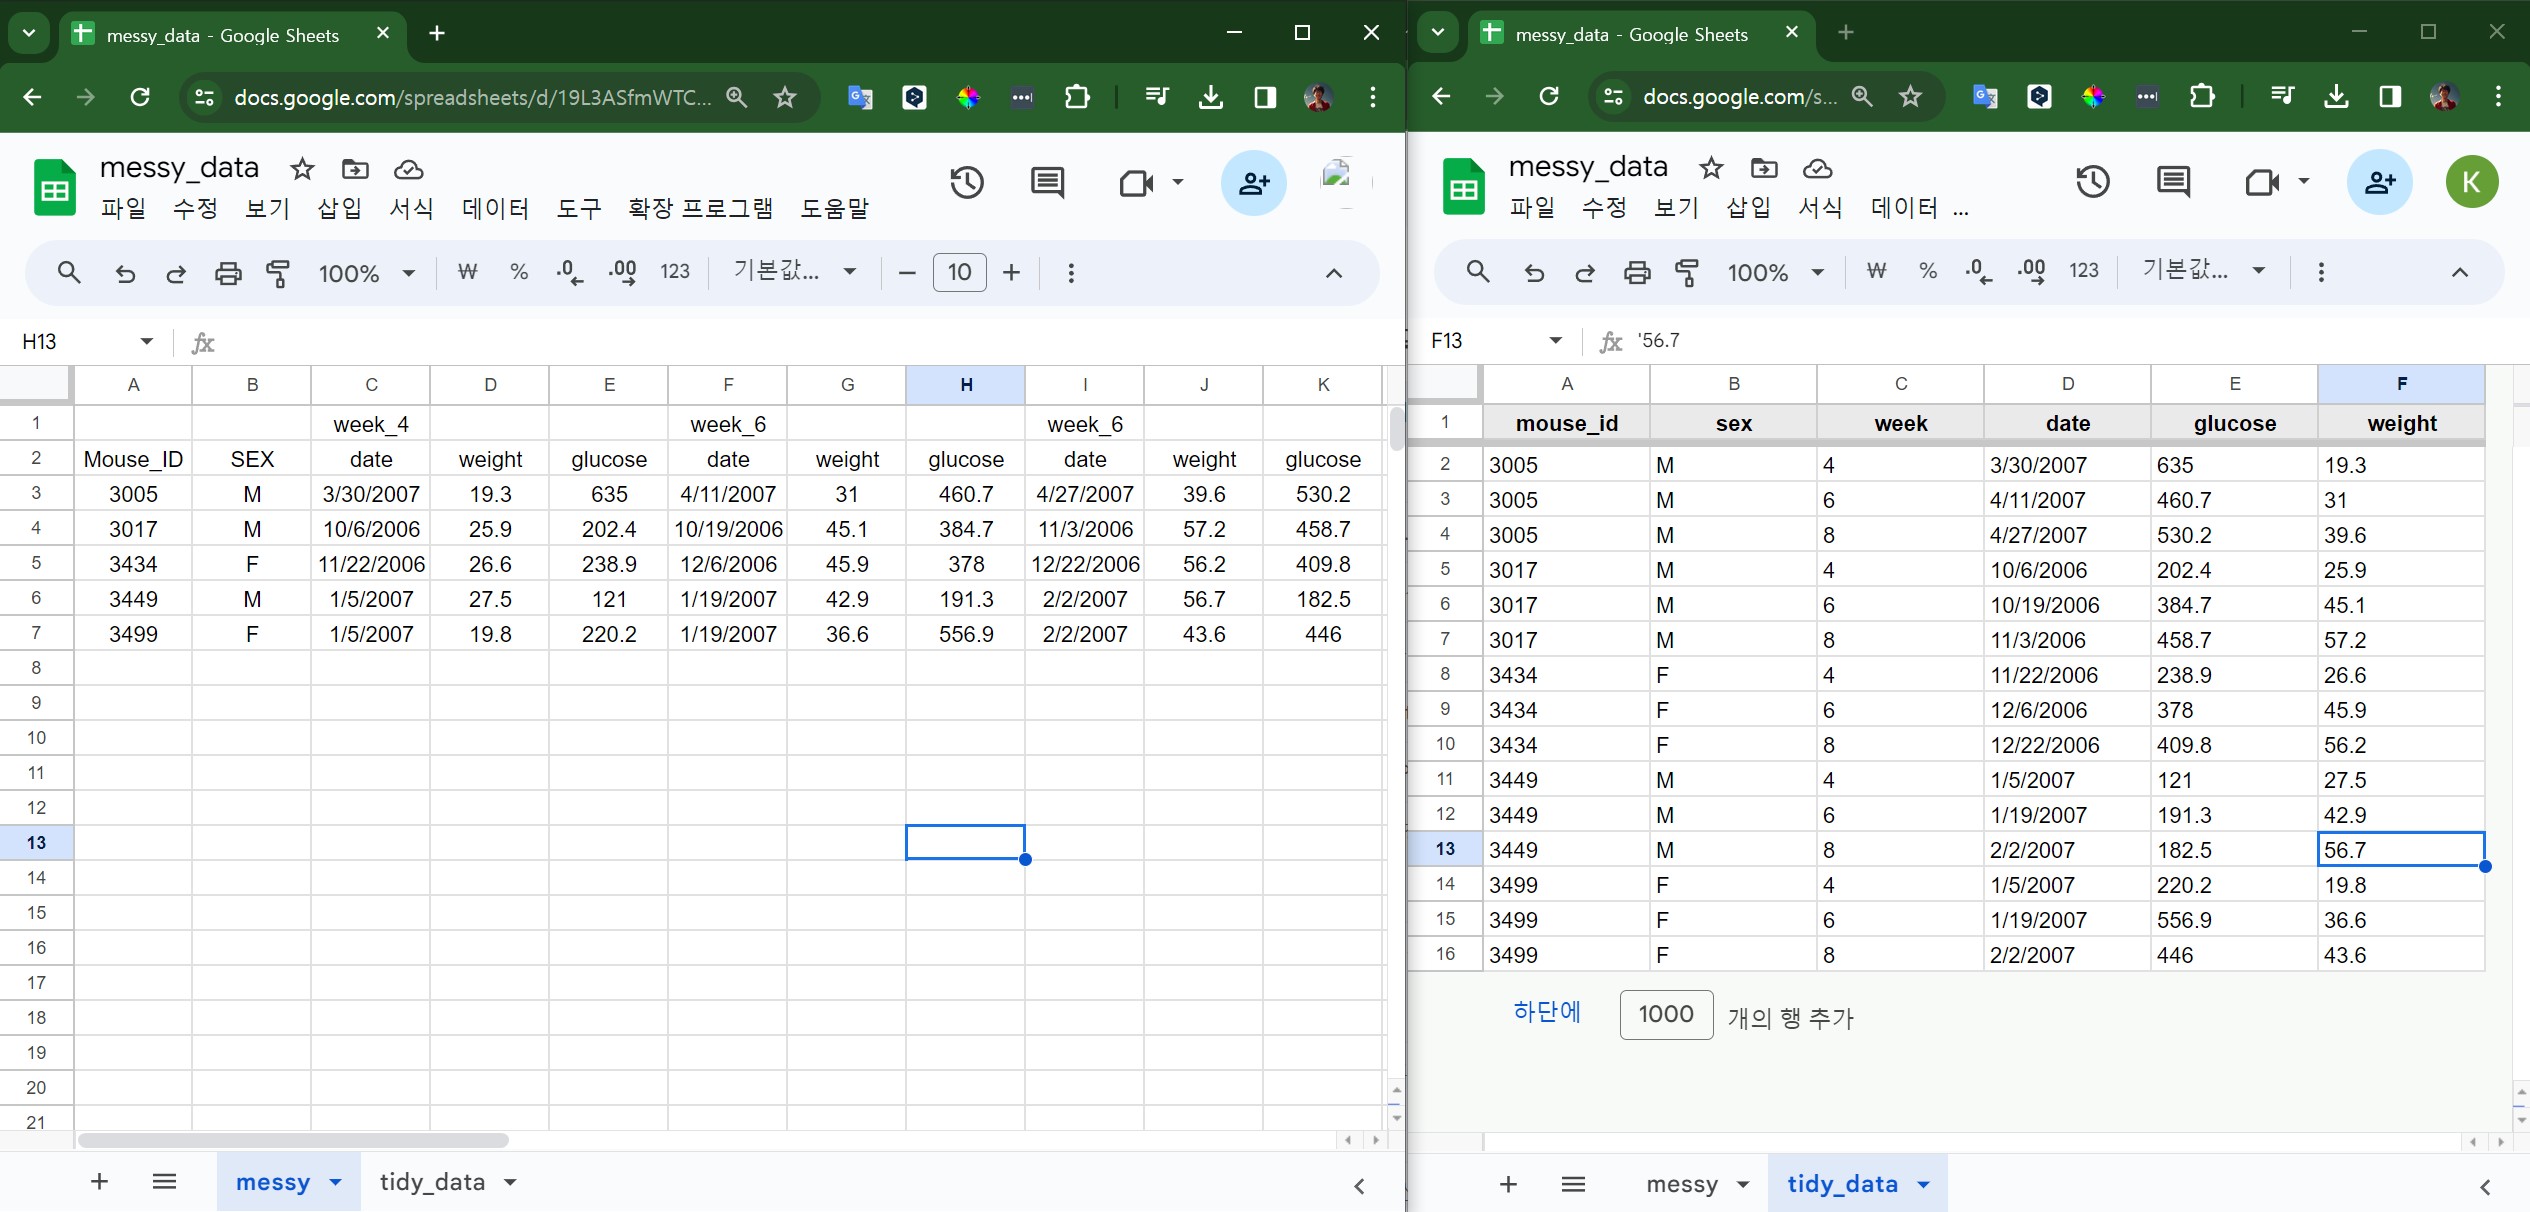 messy_data - Google Sheets
docs.google.com/spreadsheets/d/19L3ASfmWTC...
messy_data
파일 수정 보기 삽입 서식 데이터 도구 확장 프로그램 도움말
100% ₩ % .0 .00 123 기본값... 10
H13 fx
A B C D E F G H I J K
1 week_4 week_6 week_6
2 Mouse_ID SEX date weight glucose date weight glucose date weight glucose
3 3005 M 3/30/2007 19.3 635 4/11/2007 31 460.7 4/27/2007 39.6 530.2
4 3017 M 10/6/2006 25.9 202.4 10/19/2006 45.1 384.7 11/3/2006 57.2 458.7
5 3434 F 11/22/2006 26.6 238.9 12/6/2006 45.9 378 12/22/2006 56.2 409.8
6 3449 M 1/5/2007 27.5 121 1/19/2007 42.9 191.3 2/2/2007 56.7 182.5
7 3499 F 1/5/2007 19.8 220.2 1/19/2007 36.6 556.9 2/2/2007 43.6 446
8
9
10
11
12
13
14
15
16
17
18
19
20
21
messy tidy_data
messy_data - Google Sheets
docs.google.com/s...
messy_data
K
파일 수정 보기 삽입 서식 데이터 ...
100% ₩ % .0 .00 123 기본값...
F13 fx '56.7
A B C D E F
1 mouse_id sex week date glucose weight
2 3005 M 4 3/30/2007 635 19.3
3 3005 M 6 4/11/2007 460.7 31
4 3005 M 8 4/27/2007 530.2 39.6
5 3017 M 4 10/6/2006 202.4 25.9
6 3017 M 6 10/19/2006 384.7 45.1
7 3017 M 8 11/3/2006 458.7 57.2
8 3434 F 4 11/22/2006 238.9 26.6
9 3434 F 6 12/6/2006 378 45.9
10 3434 F 8 12/22/2006 409.8 56.2
11 3449 M 4 1/5/2007 121 27.5
12 3449 M 6 1/19/2007 191.3 42.9
13 3449 M 8 2/2/2007 182.5 56.7
14 3499 F 4 1/5/2007 220.2 19.8
15 3499 F 6 1/19/2007 556.9 36.6
16 3499 F 8 2/2/2007 446 43.6
하단에 1000 개의 행 추가
messy tidy_data